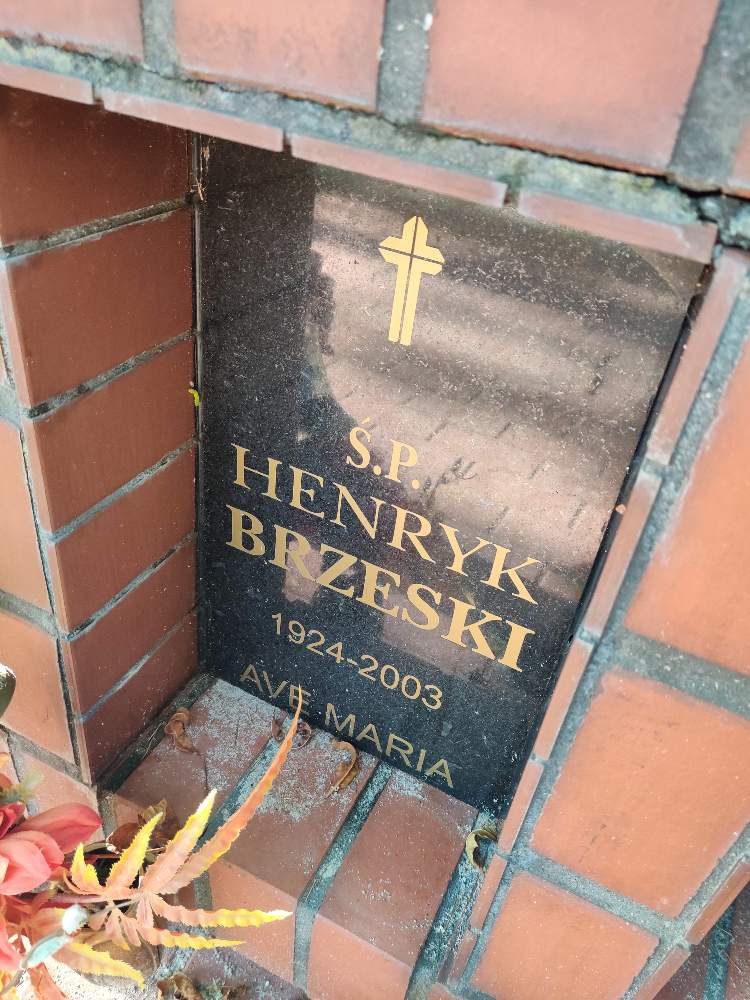 Ś.P.
HENRYK
BRZESKI
1924-2003
AVE MARIA